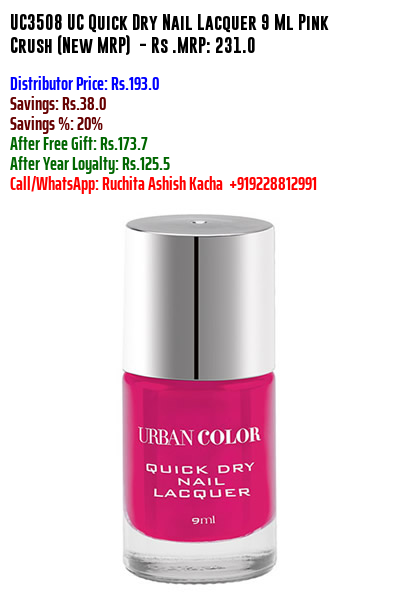 UC3508 UC Quick Dry Nail Lacquer 9 Ml Pink
Crush (New MRP) - Rs .MRP: 231.0
Distributor Price: Rs.193.0
Savings: Rs.38.0
Savings %: 20%
After Free Gift: Rs.173.7
After Year Loyalty: Rs.125.5
Call/WhatsApp: Ruchita Ashish Kacha +919228812991
URBAN COLOR
QUICK DRY
NAIL
LACQUER
9ml